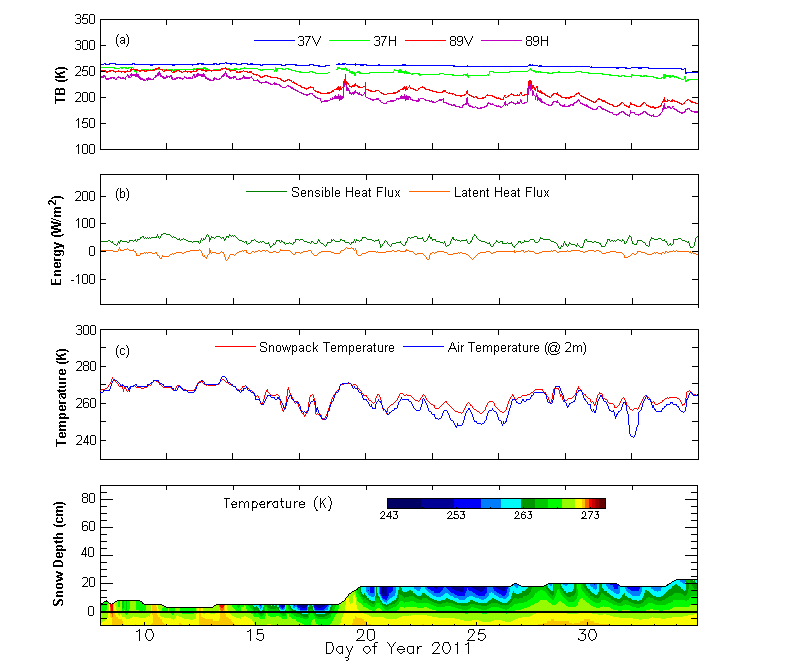 350
300
250
200
150
100
TB (K)
(a)
37V 37H 89V 89H
200
100
0
-100
Energy (W/m²)
(b)
Sensible Heat Flux Latent Heat Flux
300
280
260
240
Temperature (K)
(c)
Snowpack Temperature Air Temperature (@ 2m)
80
60
40
20
0
Snow Depth (cm)
Temperature (K)
243 253 263 273
10 15 20 25 30
Day of Year 2011